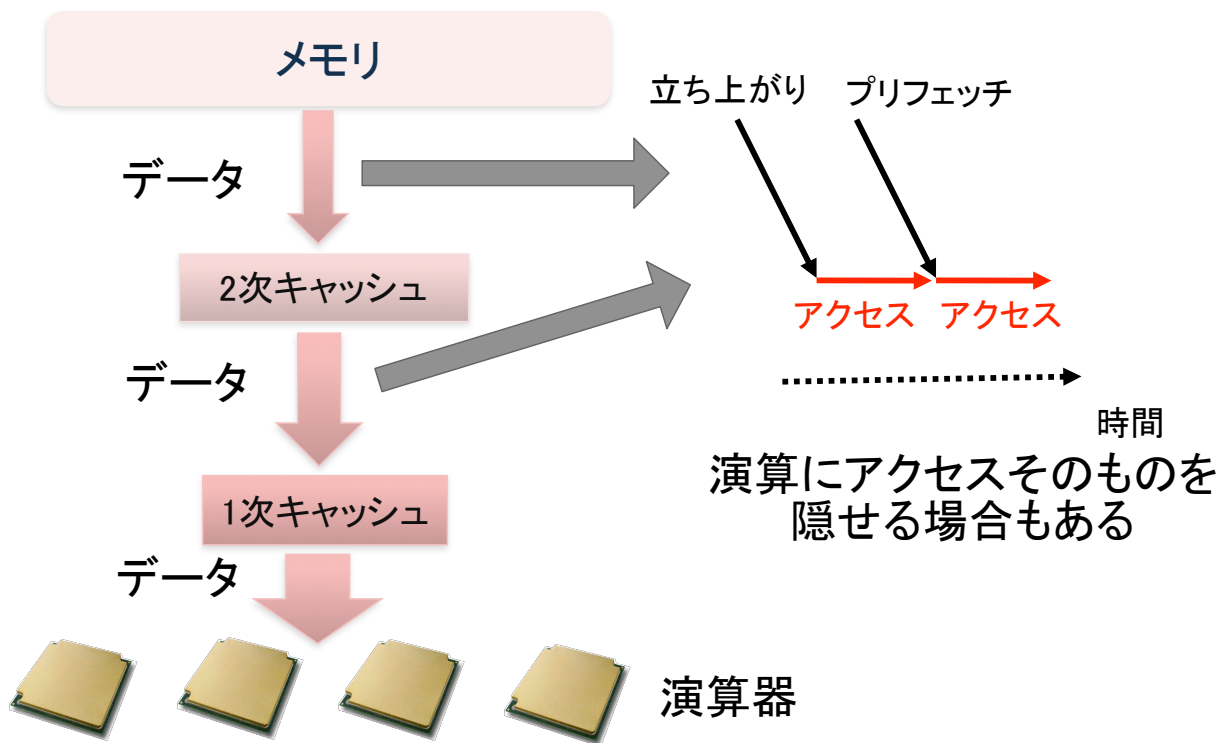 メモリ
立ち上がり
プリフェッチ
データ
2次キャッシュ
アクセス
アクセス
データ
時間
演算にアクセスそのものを
隠せる場合もある
1次キャッシュ
データ
演算器